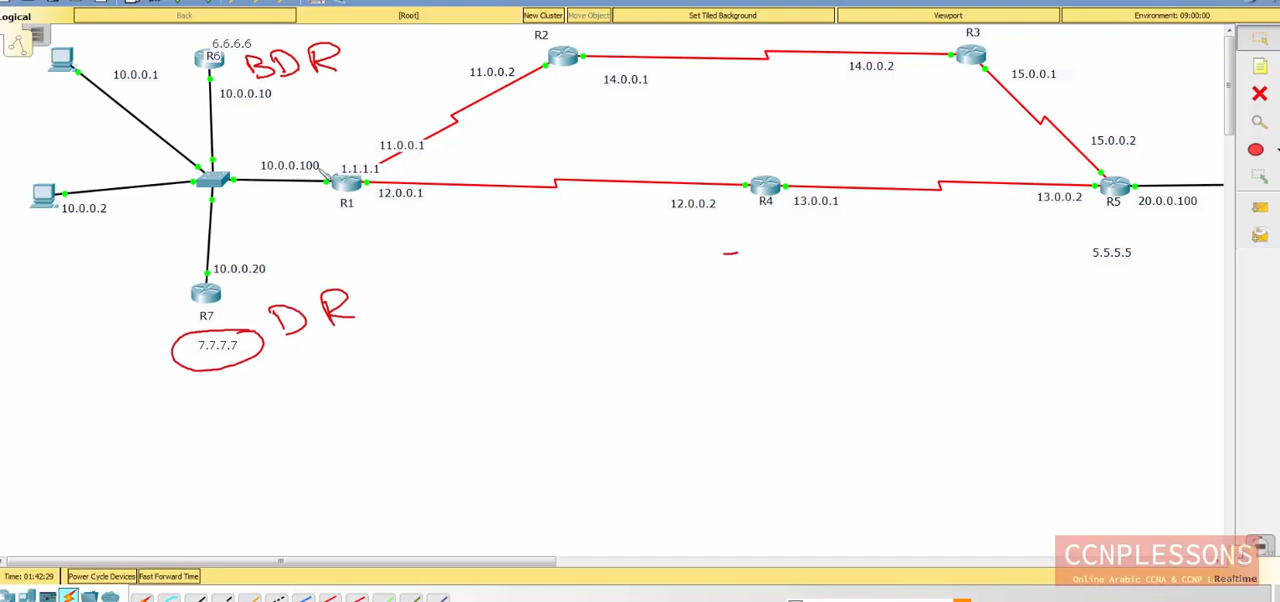 Logical
Back
[Root]
New Cluster
Move Object
Set Tiled Background
Viewport
Environment: 09:00:00
R2
R3
6.6.6.6
R6
BDR
10.0.0.1
10.0.0.10
11.0.0.2
14.0.0.1
14.0.0.2
15.0.0.1
15.0.0.2
11.0.0.1
10.0.0.100
1.1.1.1
R1
12.0.0.1
12.0.0.2
R4
13.0.0.1
13.0.0.2
R5
20.0.0.100
10.0.0.2
5.5.5.5
10.0.0.20
R7
DR
7.7.7.7
CCNPLESSONS
Online Arabic CCNA & CCNP Lessons
Time: 01:42:29
Power Cycle Devices
Fast Forward Time
Realtime